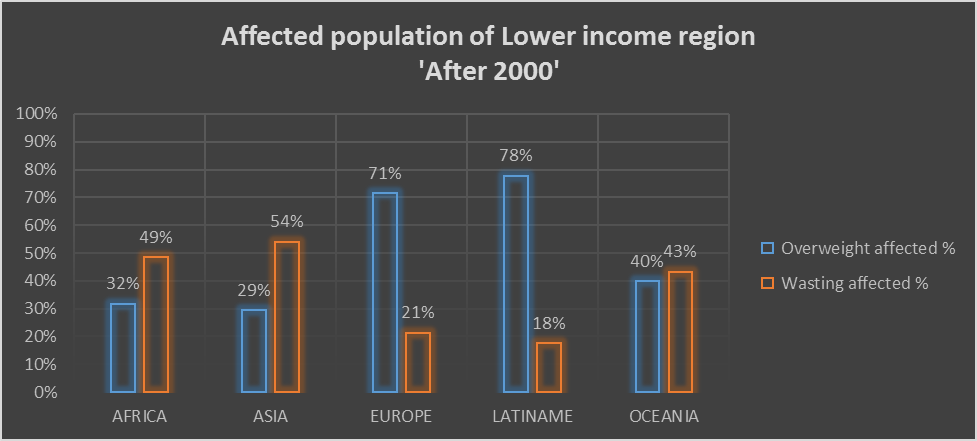 Affected population of Lower income region
'After 2000'
100%
90%
80%
70%
60%
50%
40%
30%
20%
10%
0%
32%
49%
29%
54%
71%
21%
78%
18%
40%
43%
AFRICA
ASIA
EUROPE
LATINAME
OCEANIA
Overweight affected %
Wasting affected %